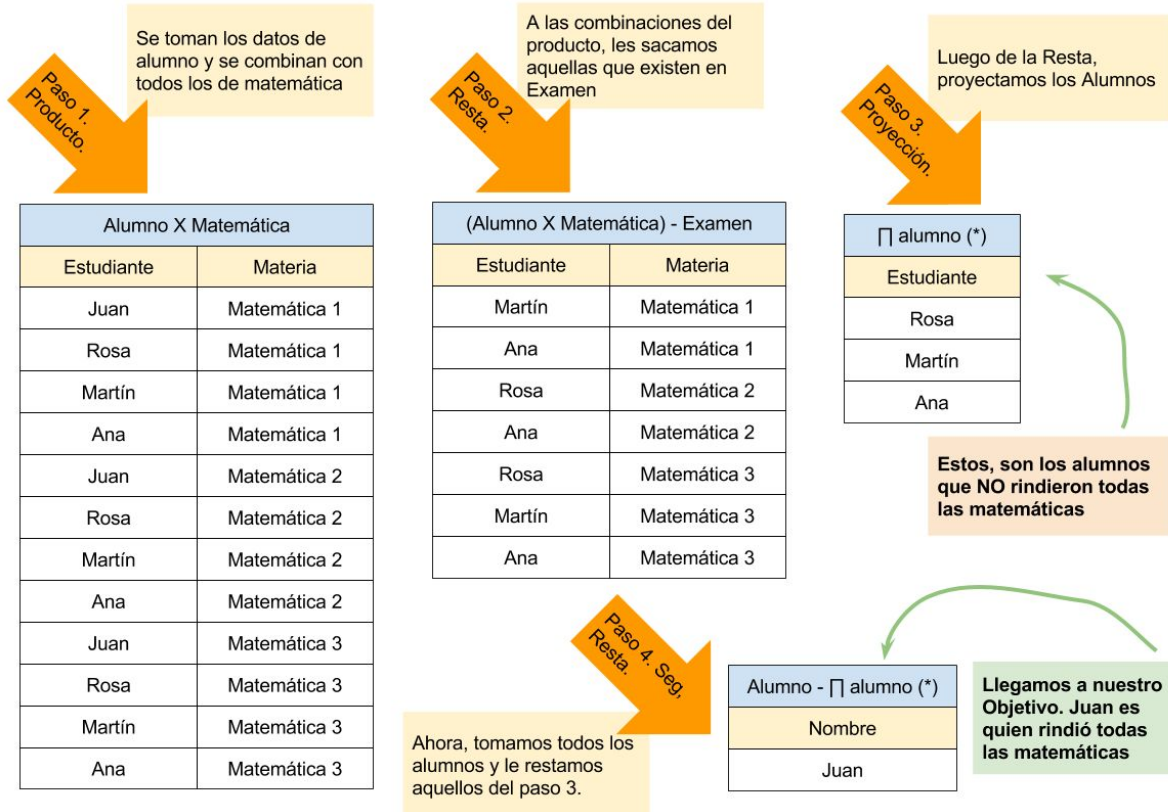 Paso 1.
Producto.
Se toman los datos de
alumno y se combinan con
todos los de matemática
Alumno X Matemática
Estudiante Materia
Juan Matemática 1
Rosa Matemática 1
Martín Matemática 1
Ana Matemática 1
Juan Matemática 2
Rosa Matemática 2
Martín Matemática 2
Ana Matemática 2
Juan Matemática 3
Rosa Matemática 3
Martín Matemática 3
Ana Matemática 3
Paso 2.
Resta.
A las combinaciones del
producto, les sacamos
aquellas que existen en
Examen
(Alumno X Matemática) - Examen
Estudiante Materia
Martín Matemática 1
Ana Matemática 1
Rosa Matemática 2
Ana Matemática 2
Rosa Matemática 3
Martín Matemática 3
Ana Matemática 3
Paso 3.
Proyección.
Luego de la Resta,
proyectamos los Alumnos
∏ alumno (*)
Estudiante
Rosa
Martín
Ana
Estos, son los alumnos
que NO rindieron todas
las matemáticas
Paso 4. Seg,
Resta.
Ahora, tomamos todos los
alumnos y le restamos
aquellos del paso 3.
Alumno - ∏ alumno (*)
Nombre
Juan
Llegamos a nuestro
Objetivo. Juan es
quien rindió todas
las matemáticas